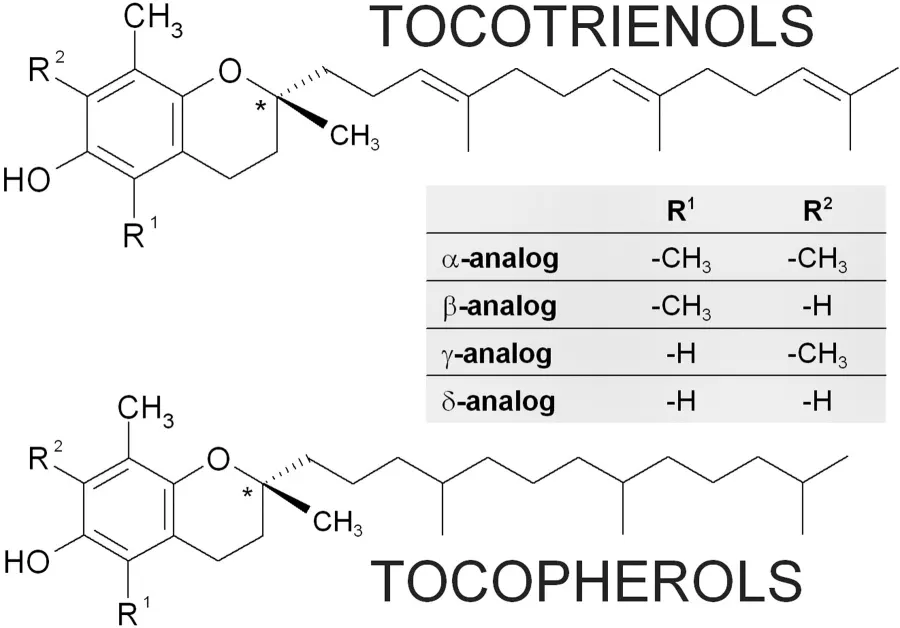 TOCOTRIENOLS
CH₃
R²
O
*
CH₃
HO
R¹
R¹ R²
α-analog -CH₃ -CH₃
β-analog -CH₃ -H
γ-analog -H -CH₃
δ-analog -H -H
CH₃
R²
O
*
CH₃
HO
R¹
TOCOPHEROLS